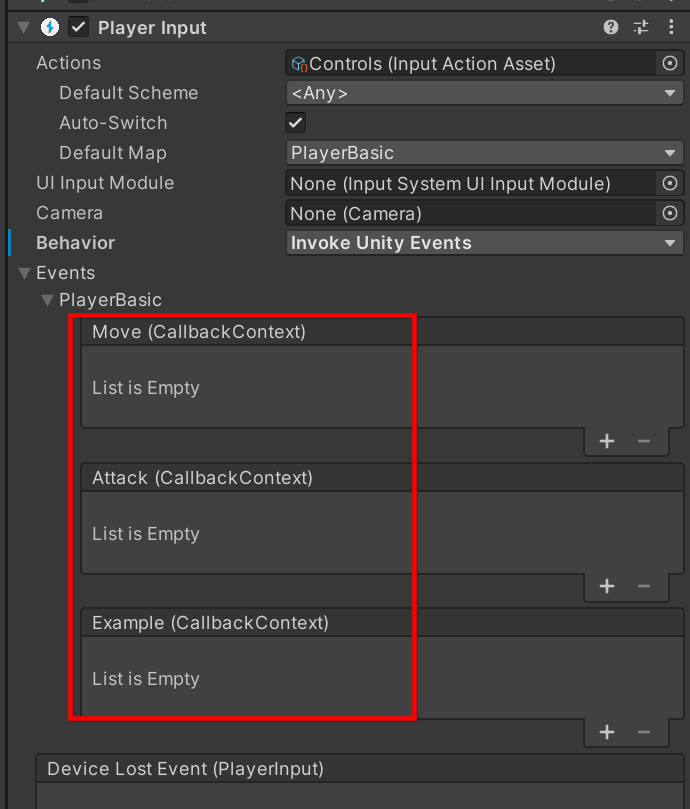 Player Input
Actions
Controls (Input Action Asset)
Default Scheme
<Any>
Auto-Switch
Default Map
PlayerBasic
UI Input Module
None (Input System UI Input Module)
Camera
None (Camera)
Behavior
Invoke Unity Events
Events
PlayerBasic
Move (CallbackContext)
List is Empty
Attack (CallbackContext)
List is Empty
Example (CallbackContext)
List is Empty
Device Lost Event (PlayerInput)